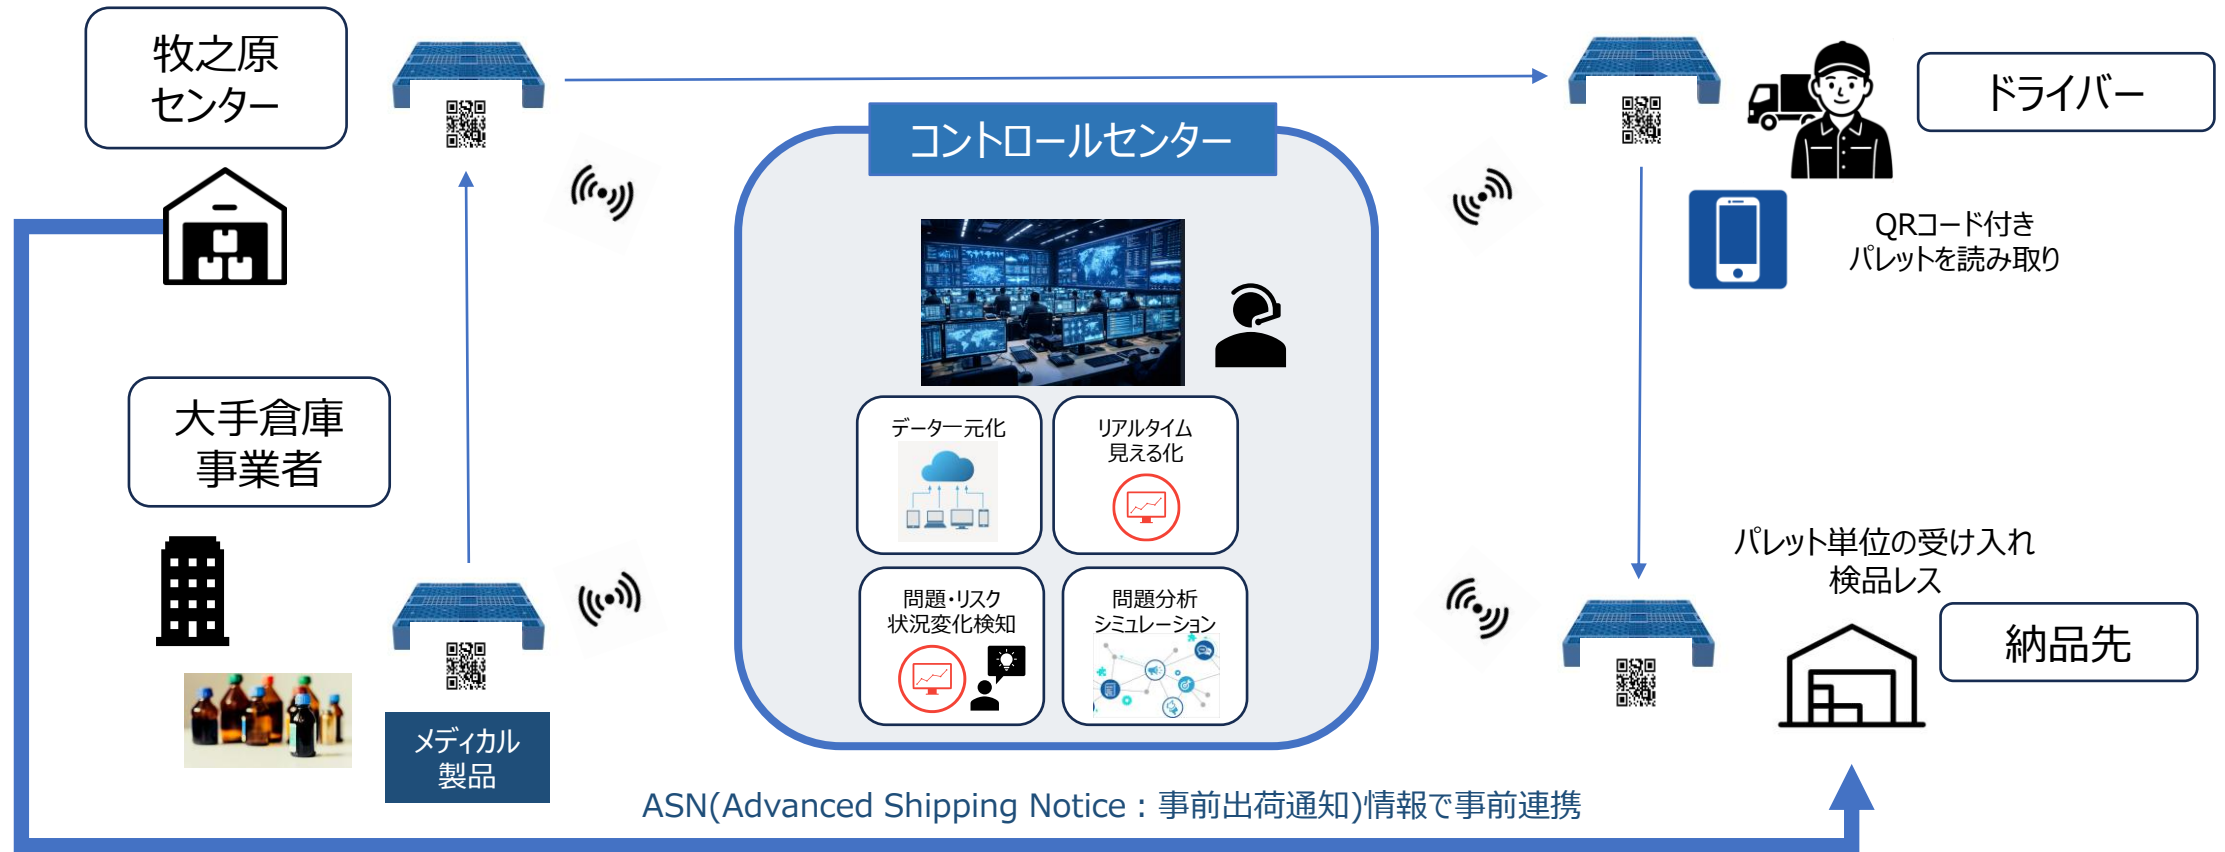 牧之原
センター
ドライバー
コントロールセンター
QRコード付き
パレットを読み取り
大手倉庫
事業者
データ一元化
リアルタイム
見える化
パレット単位の受け入れ
検品レス
問題・リスク
状況変化検知
問題分析
シミュレーション
納品先
メディカル
製品
ASN(Advanced Shipping Notice：事前出荷通知)情報で事前連携